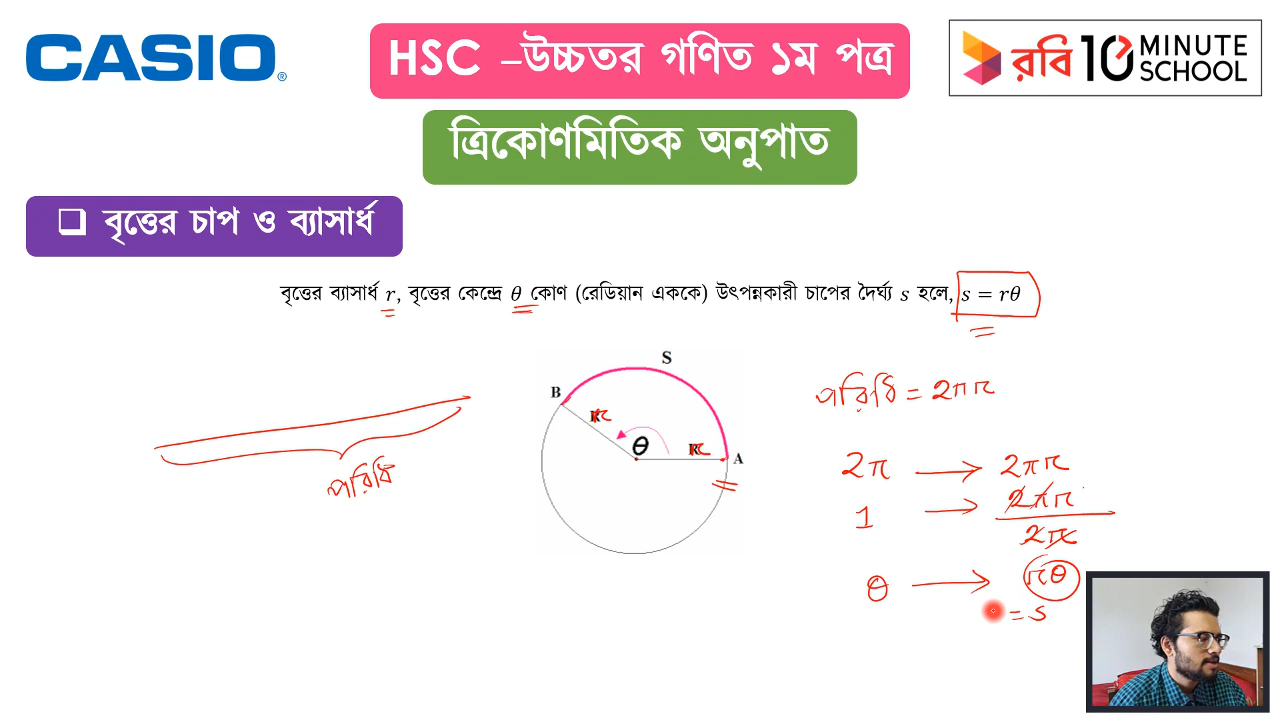 CASIO
HSC –উচ্চতর গণিত ১ম পত্র
রবি 10 MINUTE SCHOOL
ত্রিকোণমিতিক অনুপাত
❑ বৃত্তের চাপ ও ব্যাসার্ধ
বৃত্তের ব্যাসার্ধ r, বৃত্তের কেন্দ্রে θ কোণ (রেডিয়ান এককে) উৎপন্নকারী চাপের দৈর্ঘ্য s হলে, s = rθ
S
B
θ
A
পরিধি
পরিধি = 2πr
2π → 2πr
1 → 2πr / 2π
θ → rθ
= s